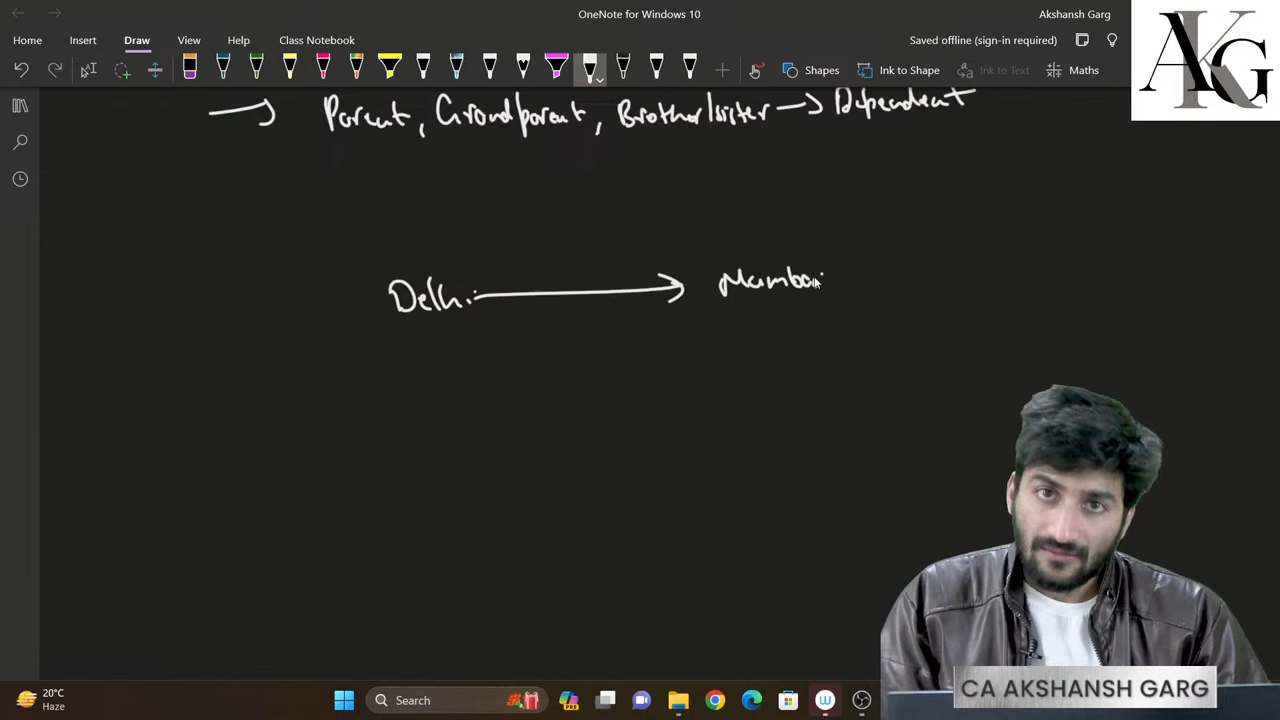 OneNote for Windows 10
Akshansh Garg
Home Insert Draw View Help Class Notebook
Saved offline (sign-in required)
Shapes Ink to Shape Ink to Text Maths
AKG
→ Parent, Grandparent, Brother/sister → Dependent
Delhi → Mumbai
CA AKSHANSH GARG
20°C
Haze
Search
PRE